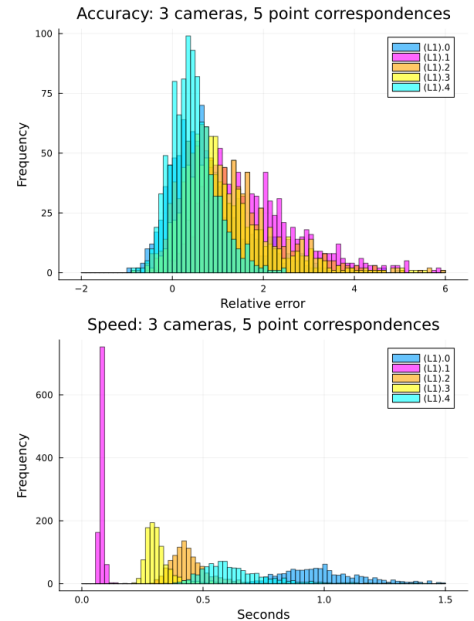 Accuracy: 3 cameras, 5 point correspondences
100
75
50
25
0
Frequency
(L1).0
(L1).1
(L1).2
(L1).3
(L1).4
−2 0 2 4 6
Relative error
Speed: 3 cameras, 5 point correspondences
600
400
200
0
Frequency
(L1).0
(L1).1
(L1).2
(L1).3
(L1).4
0.0 0.5 1.0 1.5
Seconds